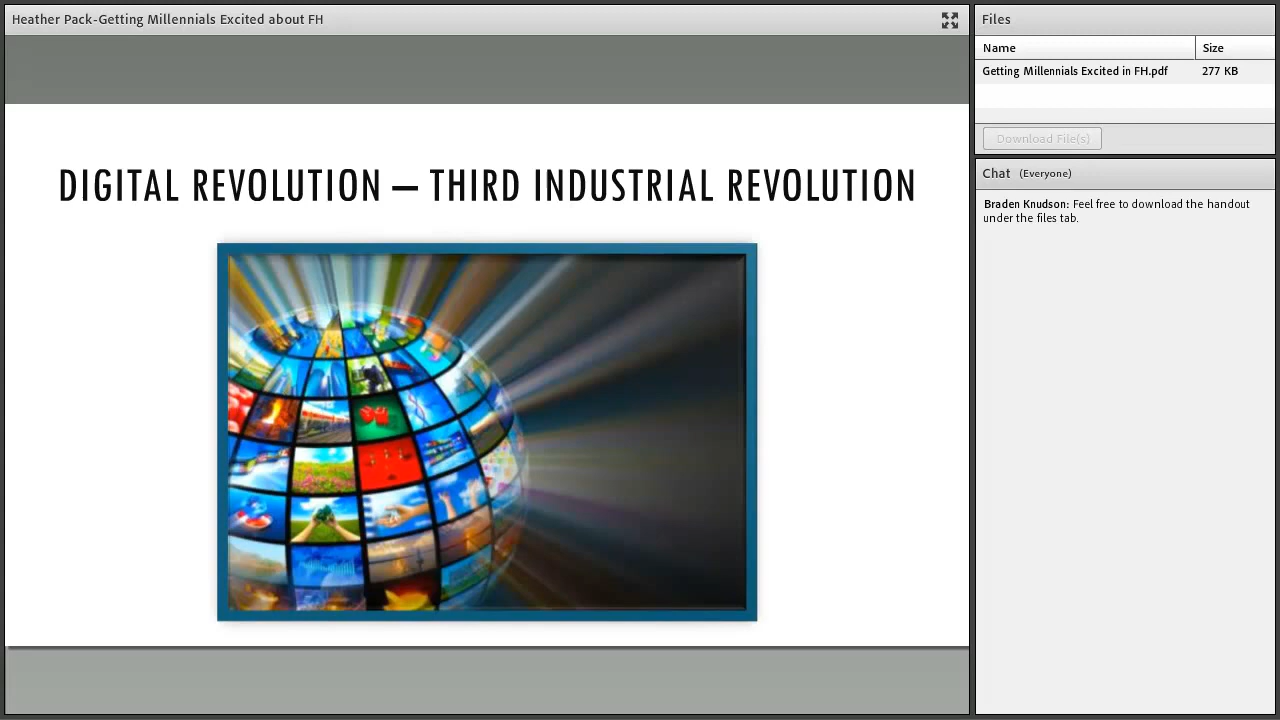 Heather Pack-Getting Millennials Excited about FH
DIGITAL REVOLUTION – THIRD INDUSTRIAL REVOLUTION
Files
Name Size
Getting Millennials Excited in FH.pdf 277 KB
Download File(s)
Chat (Everyone)
Braden Knudson: Feel free to download the handout
under the files tab.